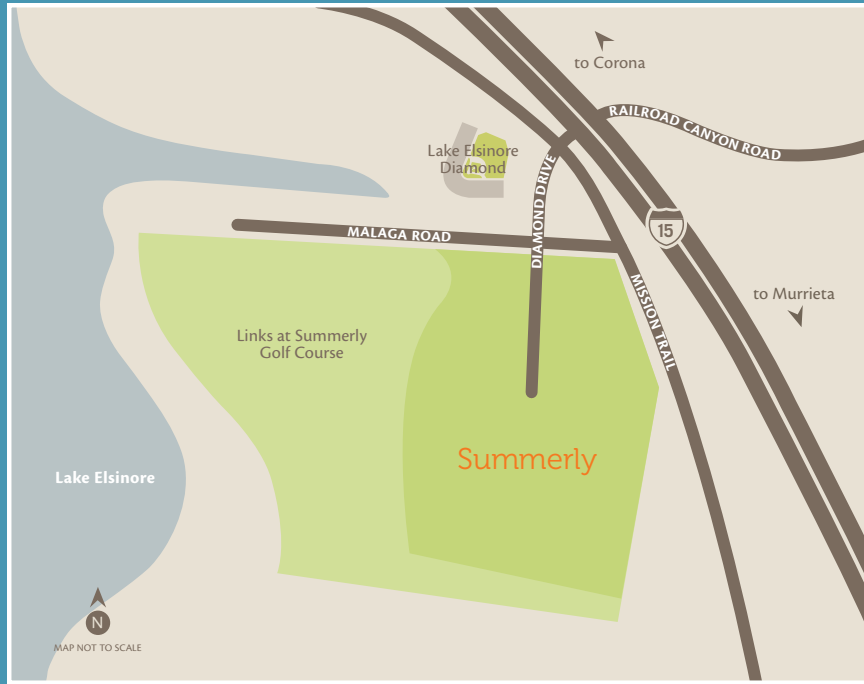 to Corona
RAILROAD CANYON ROAD
Lake Elsinore
Diamond
DIAMOND DRIVE
MALAGA ROAD
15
MISSION TRAIL
to Murrieta
Links at Summerly
Golf Course
Summerly
Lake Elsinore
N
MAP NOT TO SCALE